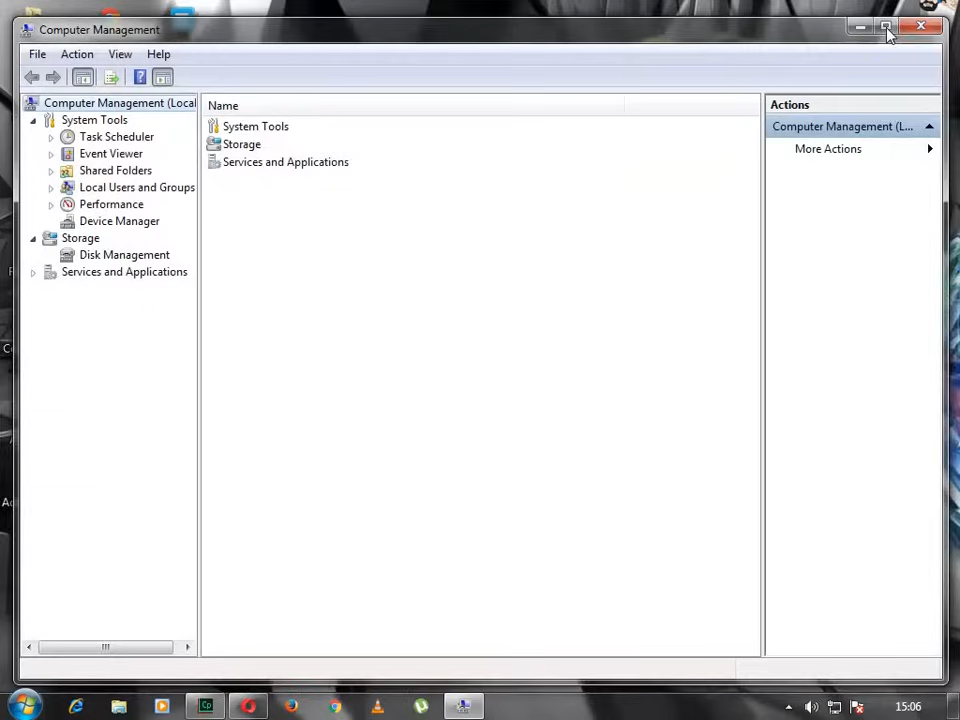 Computer Management
File Action View Help
Computer Management (Local
System Tools
Task Scheduler
Event Viewer
Shared Folders
Local Users and Groups
Performance
Device Manager
Storage
Disk Management
Services and Applications
Name
System Tools
Storage
Services and Applications
Actions
Computer Management (L...
More Actions
Cp
15:06